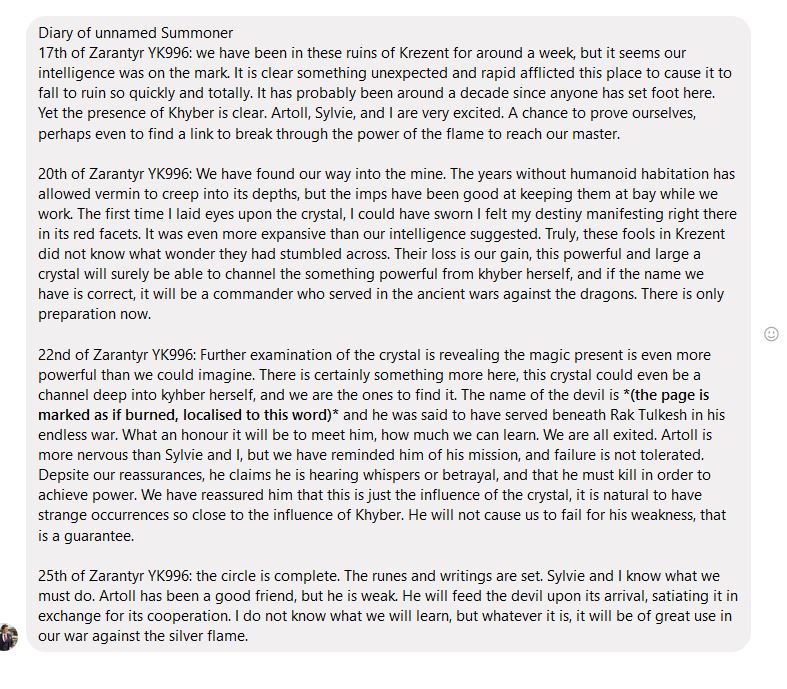 Diary of unnamed Summoner
17th of Zarantyr YK996: we have been in these ruins of Krezent for around a week, but it seems our
intelligence was on the mark. It is clear something unexpected and rapid afflicted this place to cause it to
fall to ruin so quickly and totally. It has probably been around a decade since anyone has set foot here.
Yet the presence of Khyber is clear. Artoll, Sylvie, and I are very excited. A chance to prove ourselves,
perhaps even to find a link to break through the power of the flame to reach our master.
20th of Zarantyr YK996: We have found our way into the mine. The years without humanoid habitation has
allowed vermin to creep into its depths, but the imps have been good at keeping them at bay while we
work. The first time I laid eyes upon the crystal, I could have sworn I felt my destiny manifesting right there
in its red facets. It was even more expansive than our intelligence suggested. Truly, these fools in Krezent
did not know what wonder they had stumbled across. Their loss is our gain, this powerful and large a
crystal will surely be able to channel the something powerful from khyber herself, and if the name we
have is correct, it will be a commander who served in the ancient wars against the dragons. There is only
preparation now.
22nd of Zarantyr YK996: Further examination of the crystal is revealing the magic present is even more
powerful than we could imagine. There is certainly something more here, this crystal could even be a
channel deep into kyhber herself, and we are the ones to find it. The name of the devil is *(the page is
marked as if burned, localised to this word)* and he was said to have served beneath Rak Tulkesh in his
endless war. What an honour it will be to meet him, how much we can learn. We are all exited. Artoll is
more nervous than Sylvie and I, but we have reminded him of his mission, and failure is not tolerated.
Depsite our reassurances, he claims he is hearing whispers or betrayal, and that he must kill in order to
achieve power. We have reassured him that this is just the influence of the crystal, it is natural to have
strange occurrences so close to the influence of Khyber. He will not cause us to fail for his weakness, that
is a guarantee.
25th of Zarantyr YK996: the circle is complete. The runes and writings are set. Sylvie and I know what we
must do. Artoll has been a good friend, but he is weak. He will feed the devil upon its arrival, satiating it in
exchange for its cooperation. I do not know what we will learn, but whatever it is, it will be of great use in
our war against the silver flame.